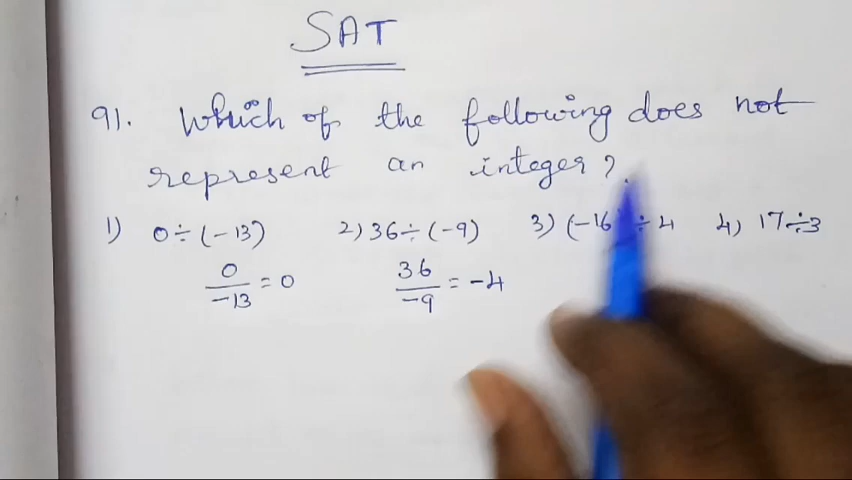 SAT
91. Which of the following does not
represent an integer?
1) 0÷(-13) 2) 36÷(-9) 3) (-16 ÷ 4 4) 17÷3
0/-13 = 0 36/-9 = -4